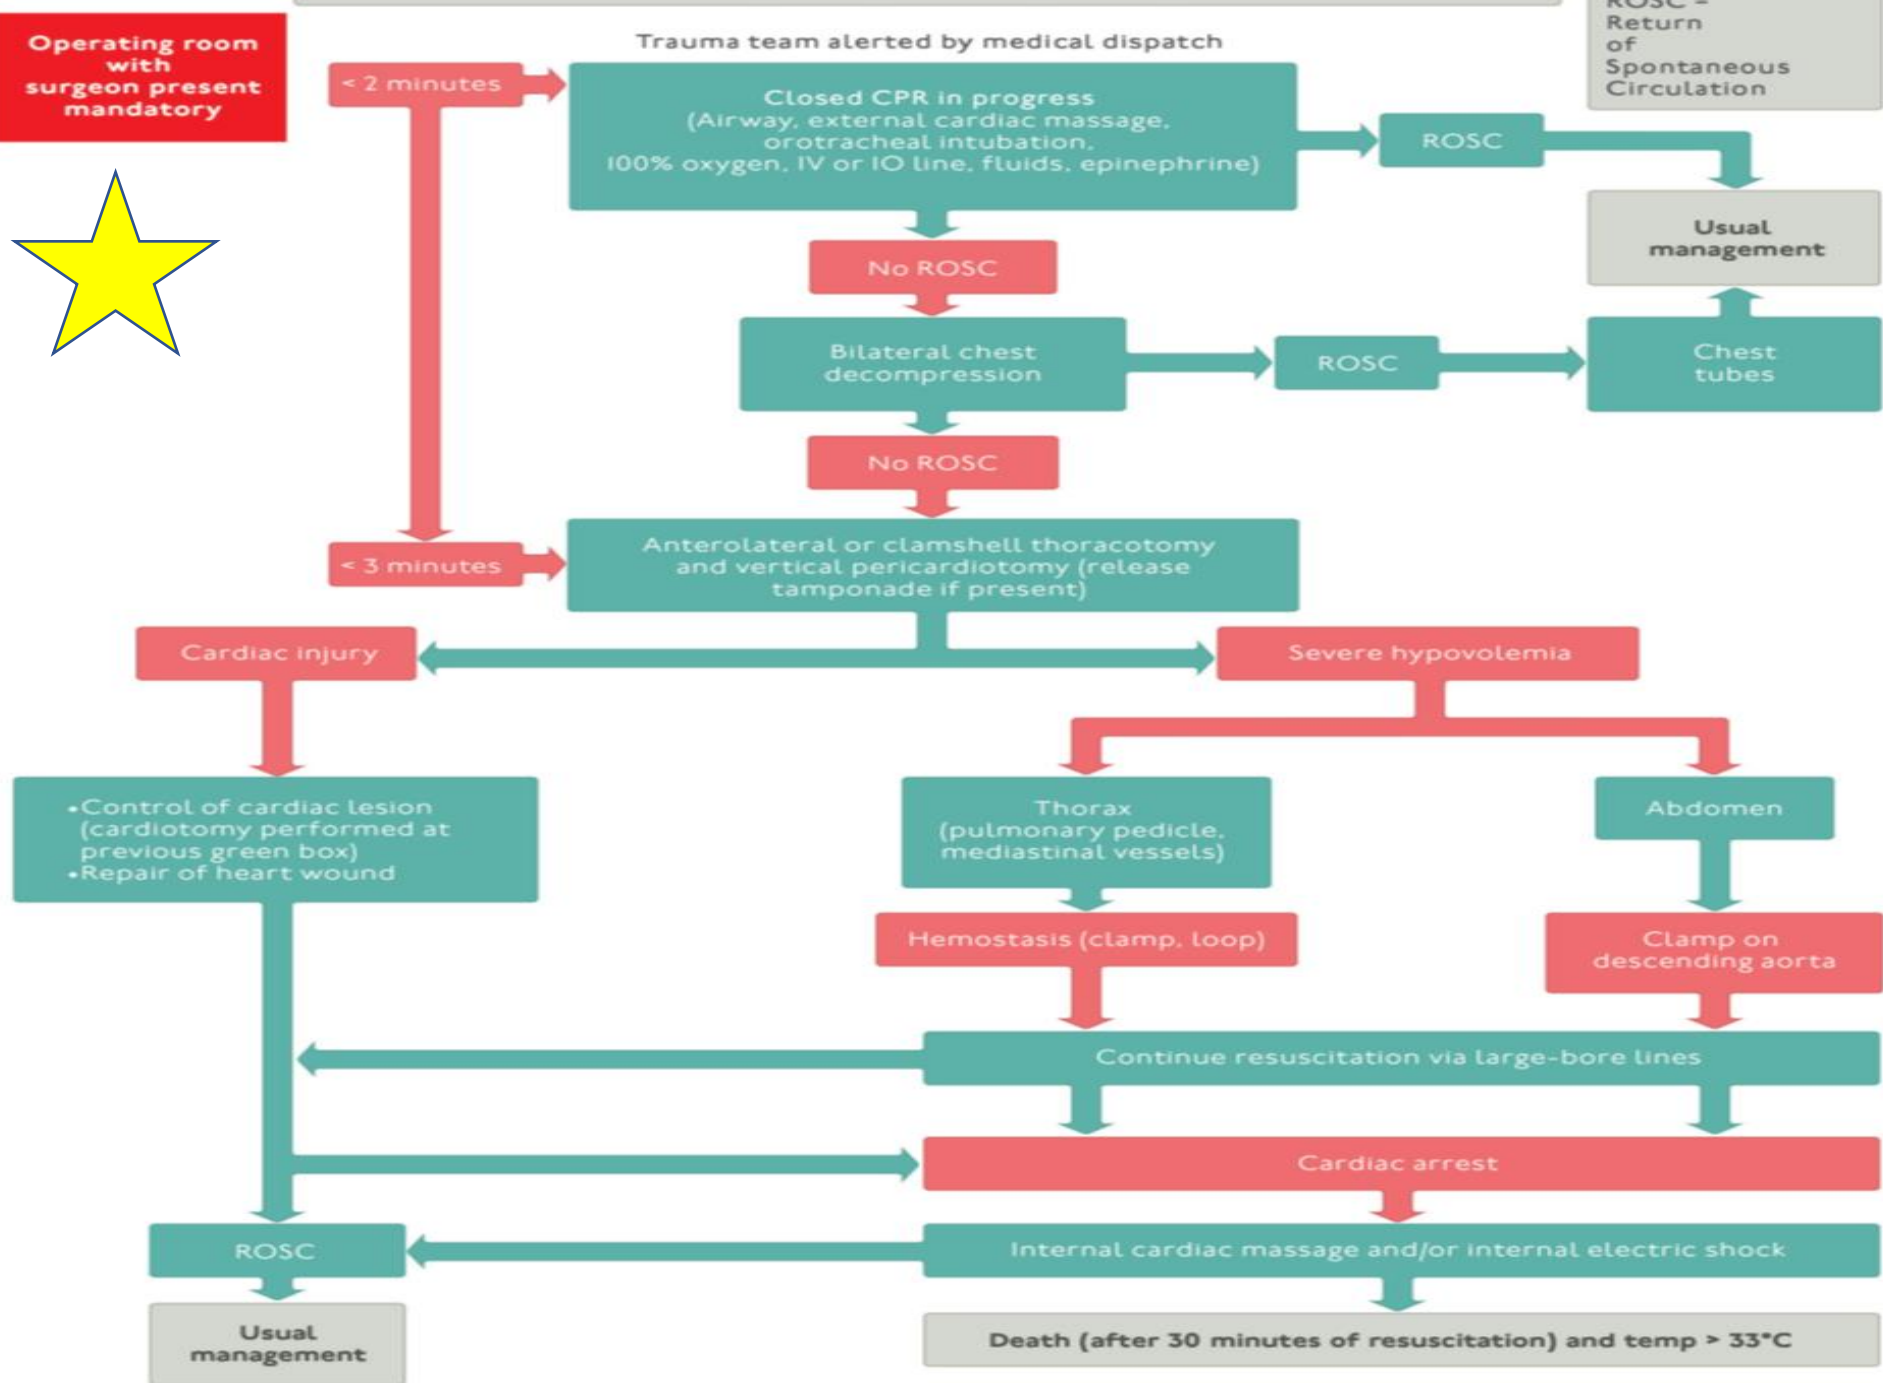 ROSC –
Return
of
Spontaneous
Circulation
Operating room
with
surgeon present
mandatory
Trauma team alerted by medical dispatch
< 2 minutes
Closed CPR in progress
(Airway, external cardiac massage,
orotracheal intubation,
100% oxygen, IV or IO line, fluids, epinephrine)
ROSC
Usual
management
No ROSC
Bilateral chest
decompression
ROSC
Chest
tubes
No ROSC
< 3 minutes
Anterolateral or clamshell thoracotomy
and vertical pericardiotomy (release
tamponade if present)
Cardiac injury
Severe hypovolemia
•Control of cardiac lesion
(cardiotomy performed at
previous green box)
•Repair of heart wound
Thorax
(pulmonary pedicle,
mediastinal vessels)
Abdomen
Hemostasis (clamp, loop)
Clamp on
descending aorta
Continue resuscitation via large-bore lines
Cardiac arrest
ROSC
Internal cardiac massage and/or internal electric shock
Usual
management
Death (after 30 minutes of resuscitation) and temp > 33°C